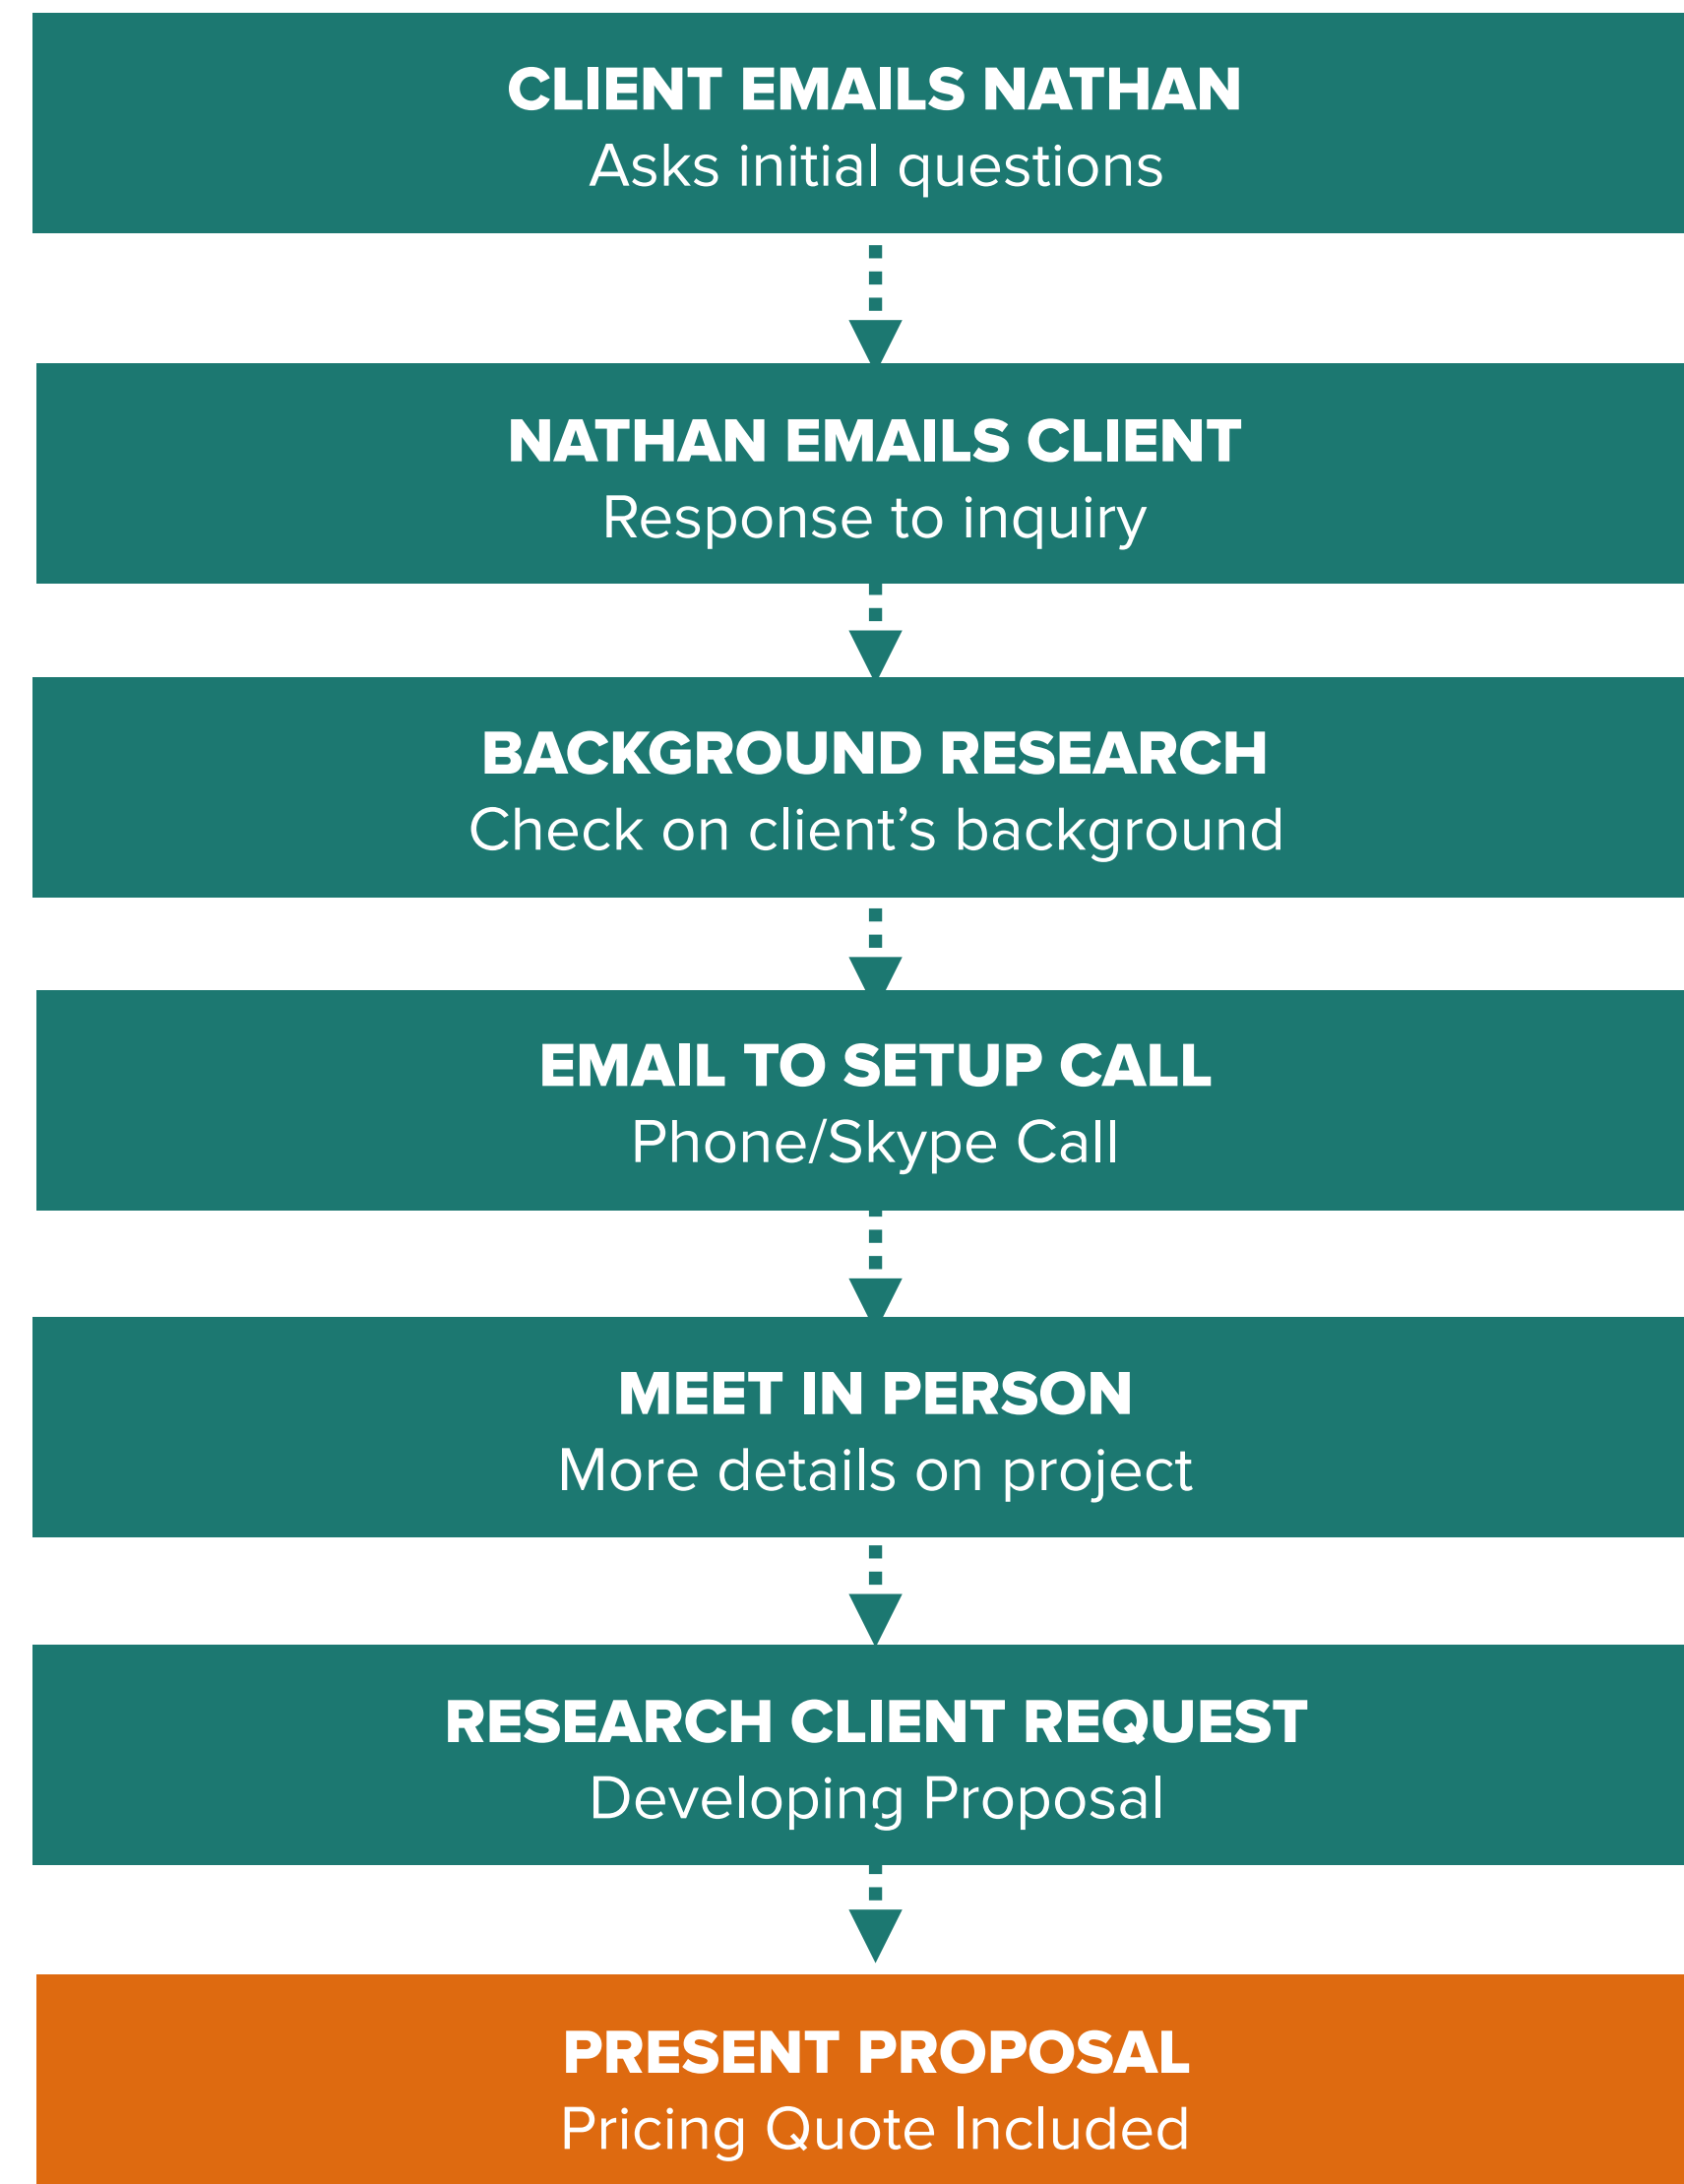 CLIENT EMAILS NATHAN
Asks initial questions
NATHAN EMAILS CLIENT
Response to inquiry
BACKGROUND RESEARCH
Check on client’s background
EMAIL TO SETUP CALL
Phone/Skype Call
MEET IN PERSON
More details on project
RESEARCH CLIENT REQUEST
Developing Proposal
PRESENT PROPOSAL
Pricing Quote Included